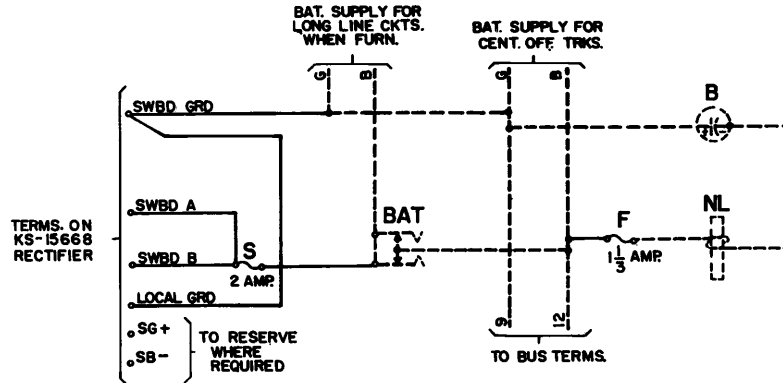 BAT. SUPPLY FOR
LONG LINE CKTS.
WHEN FURN.
BAT. SUPPLY FOR
CENT. OFF. TRKS.
G
B
G
B
B
SWBD GRD
SWBD A
BAT
NL
TERMS. ON
KS-15668
RECTIFIER
SWBD B
S
2 AMP.
F
1 1/3 AMP.
LOCAL GRD
SG+
SB-
TO RESERVE
WHERE
REQUIRED
9
12
TO BUS TERMS.